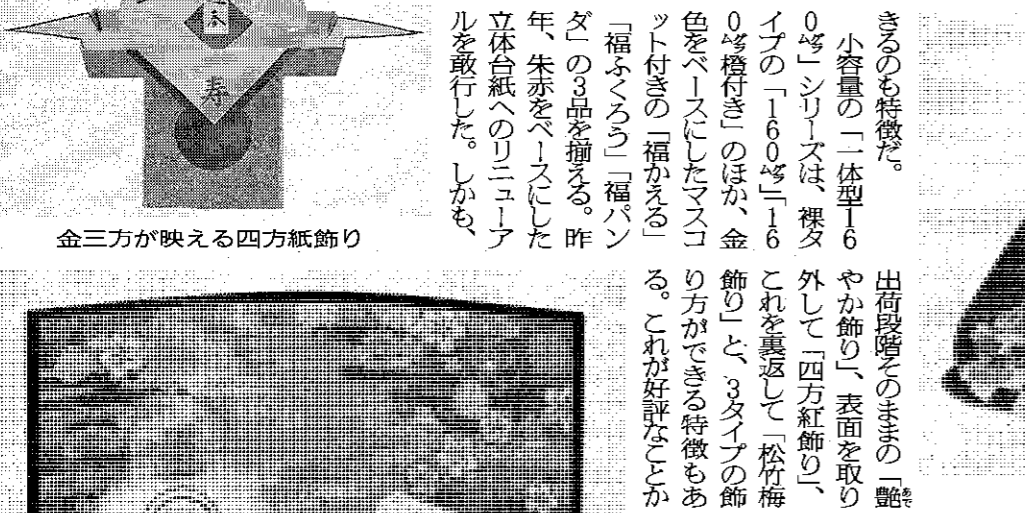 きるのも特徴だ。
　小容量の「一体型16
0㌘」シリーズは、裸タ
イプの「160㌘」「16
0㌘橙付き」のほか、金
色をベースにしたマスコ
ット付きの「福かえる」
「福ふくろう」「福パン
ダ」の3品を揃える。昨
年、朱赤をベースにした
立体台紙へのリニューア
ルを敢行した。しかも、
出荷段階そのままの「艶
あで
やか飾り」、表面を取り
外して「四方紅飾り」、
これを裏返して「松竹梅
飾り」と、3タイプの飾
り方ができる特徴もあ
る。これが好評なことか
寿
金三方が映える四方紙飾り